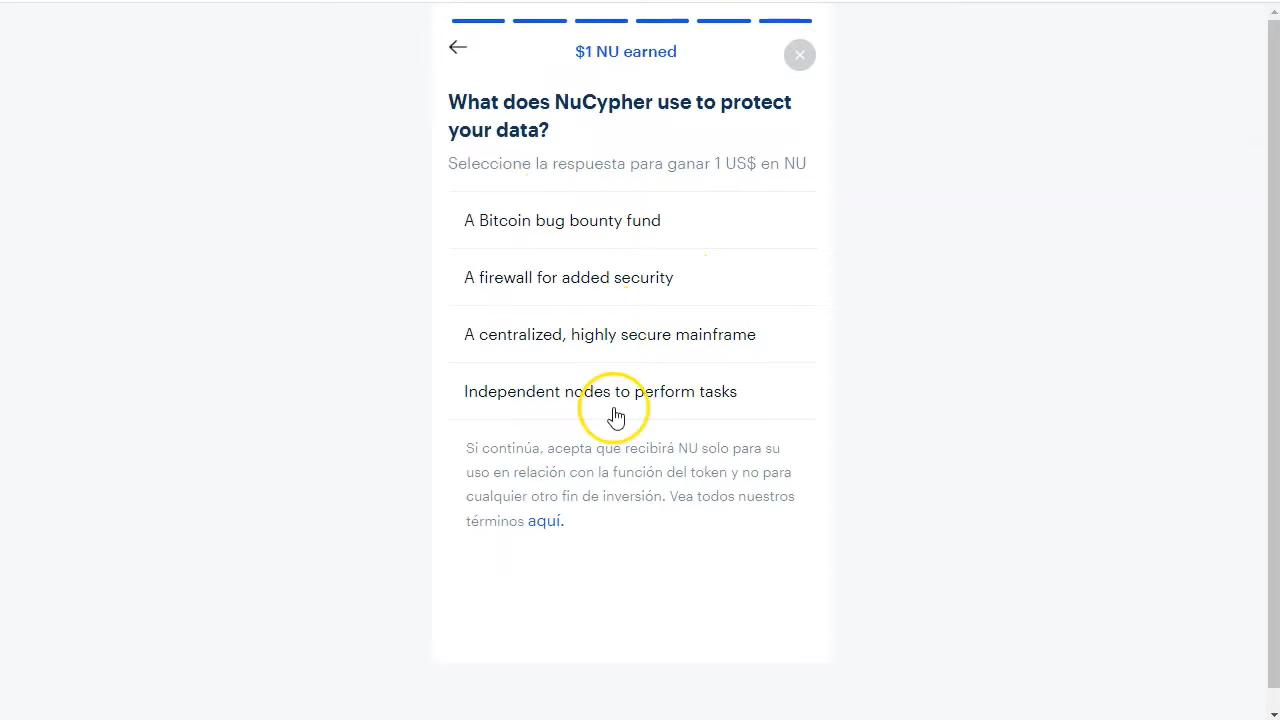 $1 NU earned
What does NuCypher use to protect
your data?
Seleccione la respuesta para ganar 1 US$ en NU
A Bitcoin bug bounty fund
A firewall for added security
A centralized, highly secure mainframe
Independent nodes to perform tasks
Si continúa, acepta que recibirá NU solo para su
uso en relación con la función del token y no para
cualquier otro fin de inversión. Vea todos nuestros
términos aquí.